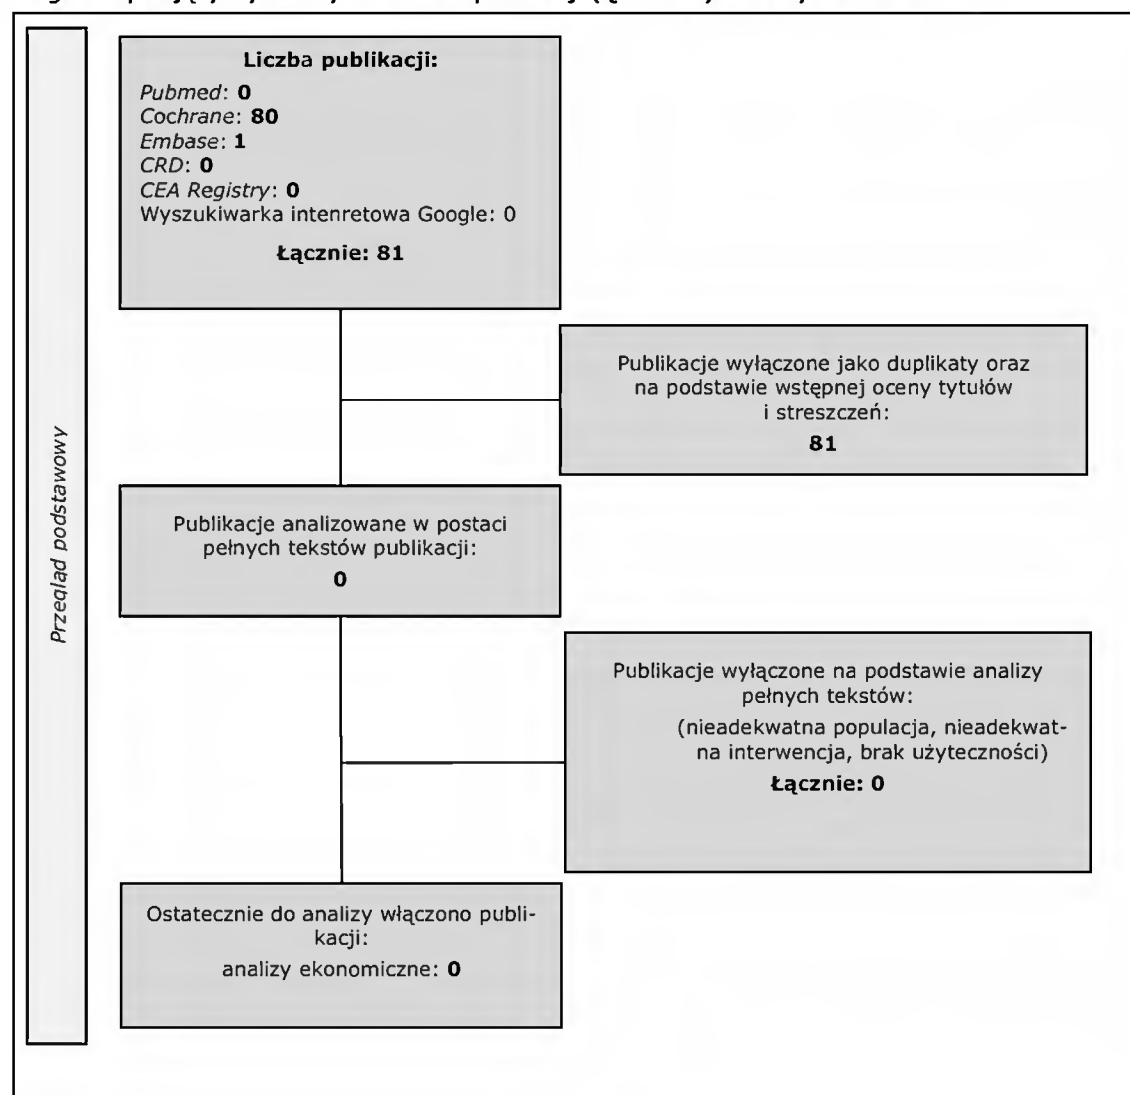 Liczba publikacji:
Pubmed: 0
Cochrane: 80
Embase: 1
CRD: 0
CEA Registry: 0
Wyszukiwarka intenretowa Google: 0
Łącznie: 81
Publikacje wyłączone jako duplikaty oraz
na podstawie wstępnej oceny tytułów
i streszczeń:
81
Przegląd podstawowy
Publikacje analizowane w postaci
pełnych tekstów publikacji:
0
Publikacje wyłączone na podstawie analizy
pełnych tekstów:
(nieadekwatna populacja, nieadekwat-
na interwencja, brak użyteczności)
Łącznie: 0
Ostatecznie do analizy włączono publi-
kacji:
analizy ekonomiczne: 0